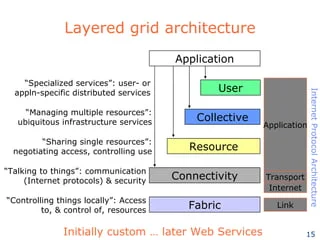 Layered grid architecture
Application
“Specialized services”: user- or
appln-specific distributed services
User
“Managing multiple resources”:
ubiquitous infrastructure services
Collective
Application
“Sharing single resources”:
negotiating access, controlling use
Resource
“Talking to things”: communication
(Internet protocols) & security
Connectivity
Transport
Internet
“Controlling things locally”: Access
to, & control of, resources
Fabric
Link
Internet Protocol Architecture
Initially custom … later Web Services
15